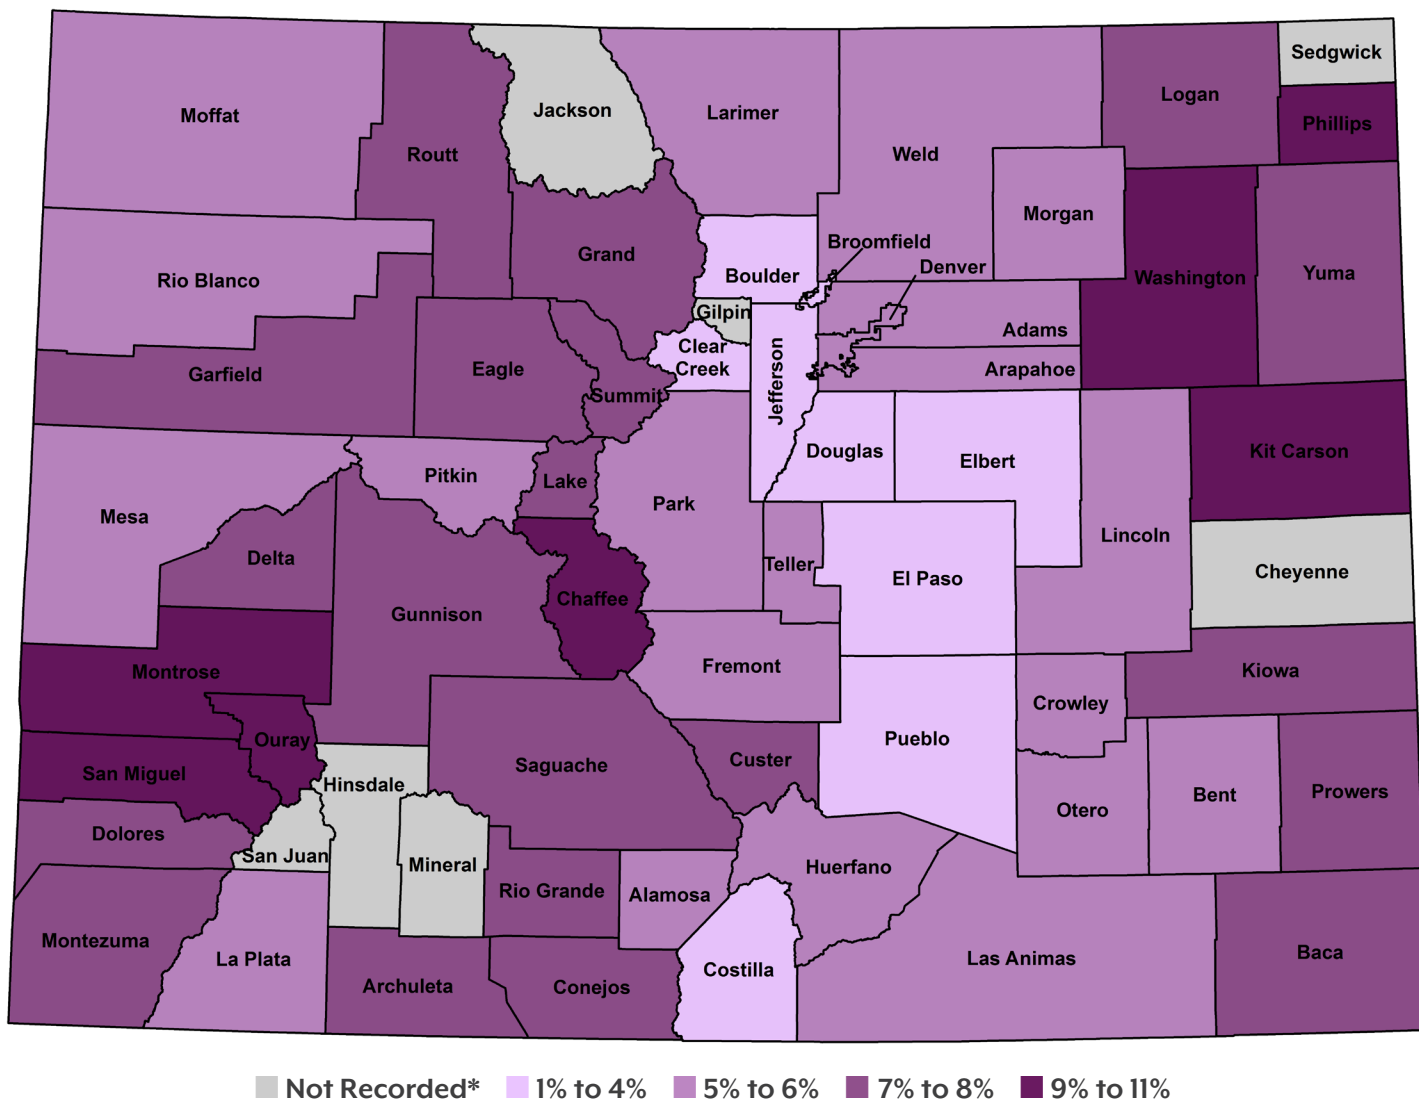 Sedgwick
Moffat
Jackson
Larimer
Logan
Phillips
Routt
Weld
Morgan
Grand
Broomfield
Denver
Rio Blanco
Boulder
Washington
Yuma
Gilpin
Adams
Clear
Creek
Jefferson
Arapahoe
Garfield
Eagle
Summit
Douglas
Elbert
Kit Carson
Pitkin
Lake
Park
Mesa
Lincoln
Delta
Teller
El Paso
Cheyenne
Chaffee
Gunnison
Montrose
Fremont
Kiowa
Crowley
Ouray
Pueblo
San Miguel
Hinsdale
Saguache
Custer
Otero
Bent
Prowers
Dolores
San Juan
Mineral
Huerfano
Rio Grande
Alamosa
Montezuma
La Plata
Archuleta
Conejos
Costilla
Las Animas
Baca
Not Recorded* 1% to 4% 5% to 6% 7% to 8% 9% to 11%